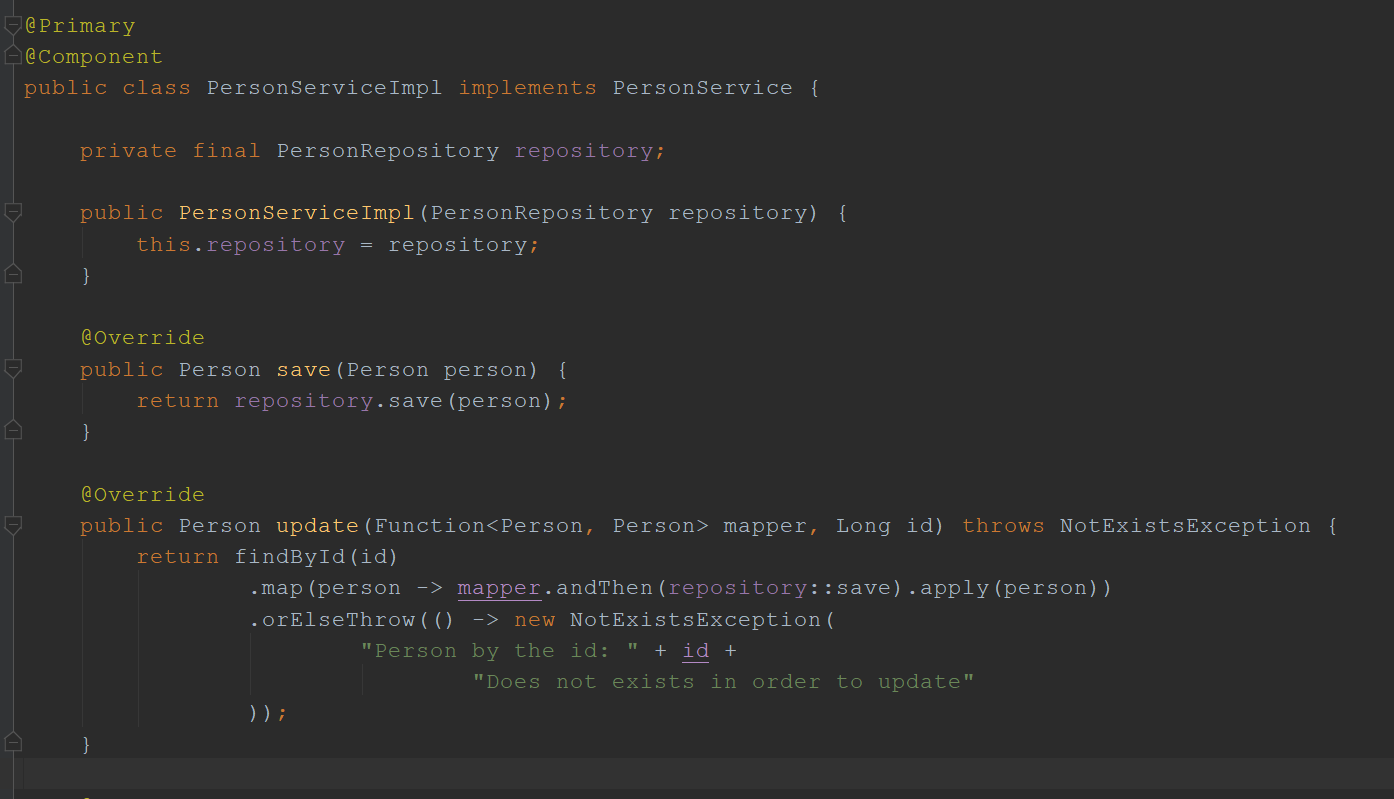 @Primary
@Component
public class PersonServiceImpl implements PersonService {
private final PersonRepository repository;
public PersonServiceImpl(PersonRepository repository) {
this.repository = repository;
}
@Override
public Person save(Person person) {
return repository.save(person);
}
@Override
public Person update(Function<Person, Person> mapper, Long id) throws NotExistsException {
return findById(id)
.map(person -> mapper.andThen(repository::save).apply(person))
.orElseThrow(() -> new NotExistsException(
"Person by the id: " + id +
"Does not exists in order to update"
));
}